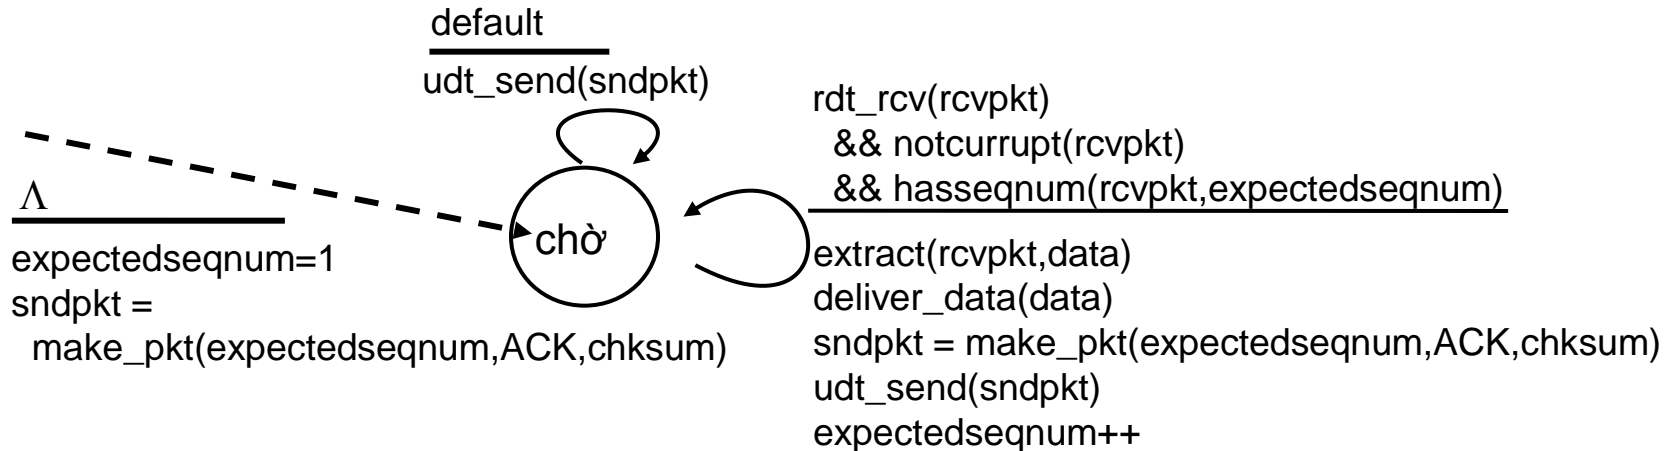 default
udt_send(sndpkt)
rdt_rcv(rcvpkt)
&& notcurrupt(rcvpkt)
&& hasseqnum(rcvpkt,expectedseqnum)
Λ
chờ
expectedseqnum=1
sndpkt =
make_pkt(expectedseqnum,ACK,chksum)
extract(rcvpkt,data)
deliver_data(data)
sndpkt = make_pkt(expectedseqnum,ACK,chksum)
udt_send(sndpkt)
expectedseqnum++